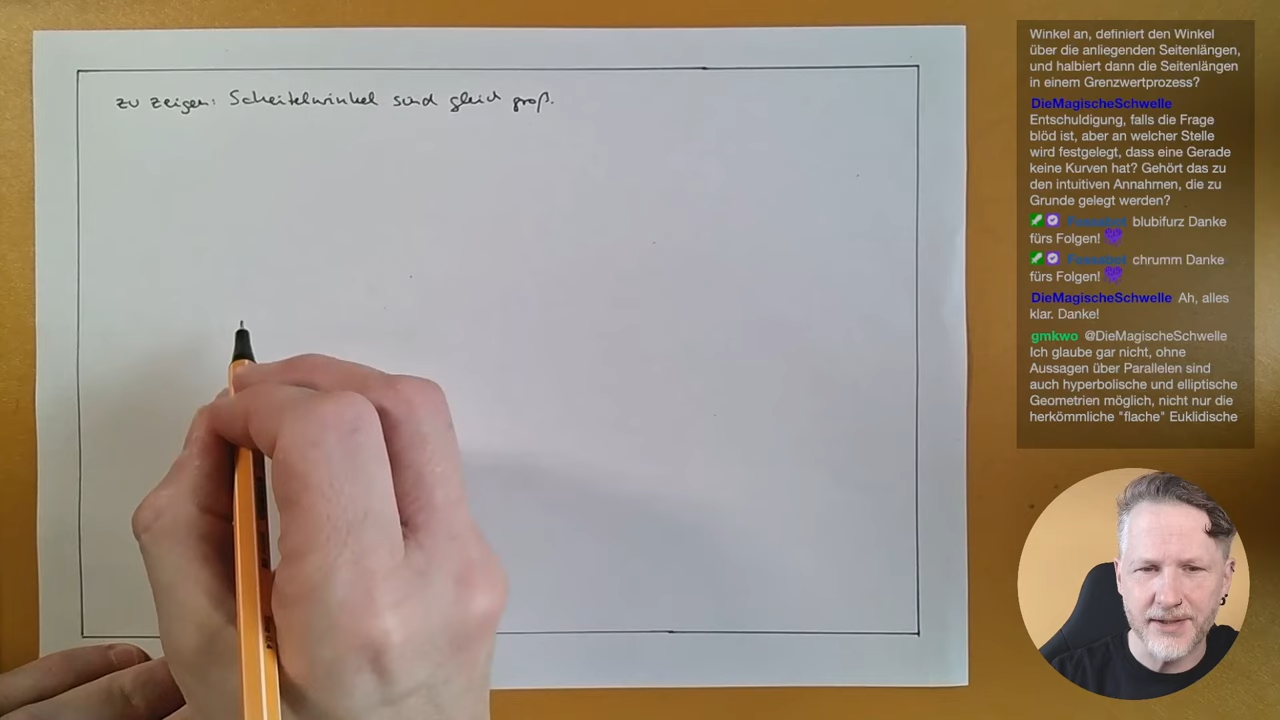 zu zeigen: Scheitelwinkel sind gleich groß.
Winkel an, definiert den Winkel
über die anliegenden Seitenlängen,
und halbiert dann die Seitenlängen
in einem Grenzwertprozess?
DieMagischeSchwelle
Entschuldigung, falls die Frage
blöd ist, aber an welcher Stelle
wird festgelegt, dass eine Gerade
keine Kurven hat? Gehört das zu
den intuitiven Annahmen, die zu
Grunde gelegt werden?
Fossabot blubifurz Danke
fürs Folgen!
Fossabot chrumm Danke
fürs Folgen!
DieMagischeSchwelle Ah, alles
klar. Danke!
gmkwo @DieMagischeSchwelle
Ich glaube gar nicht, ohne
Aussagen über Parallelen sind
auch hyperbolische und elliptische
Geometrien möglich, nicht nur die
herkömmliche "flache" Euklidische